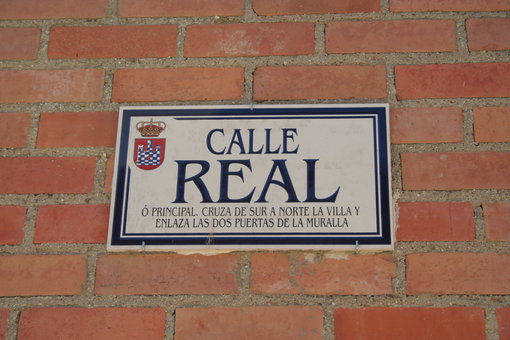 CALLE
REAL
Ó PRINCIPAL. CRUZA DE SUR A NORTE LA VILLA Y
ENLAZA LAS DOS PUERTAS DE LA MURALLA